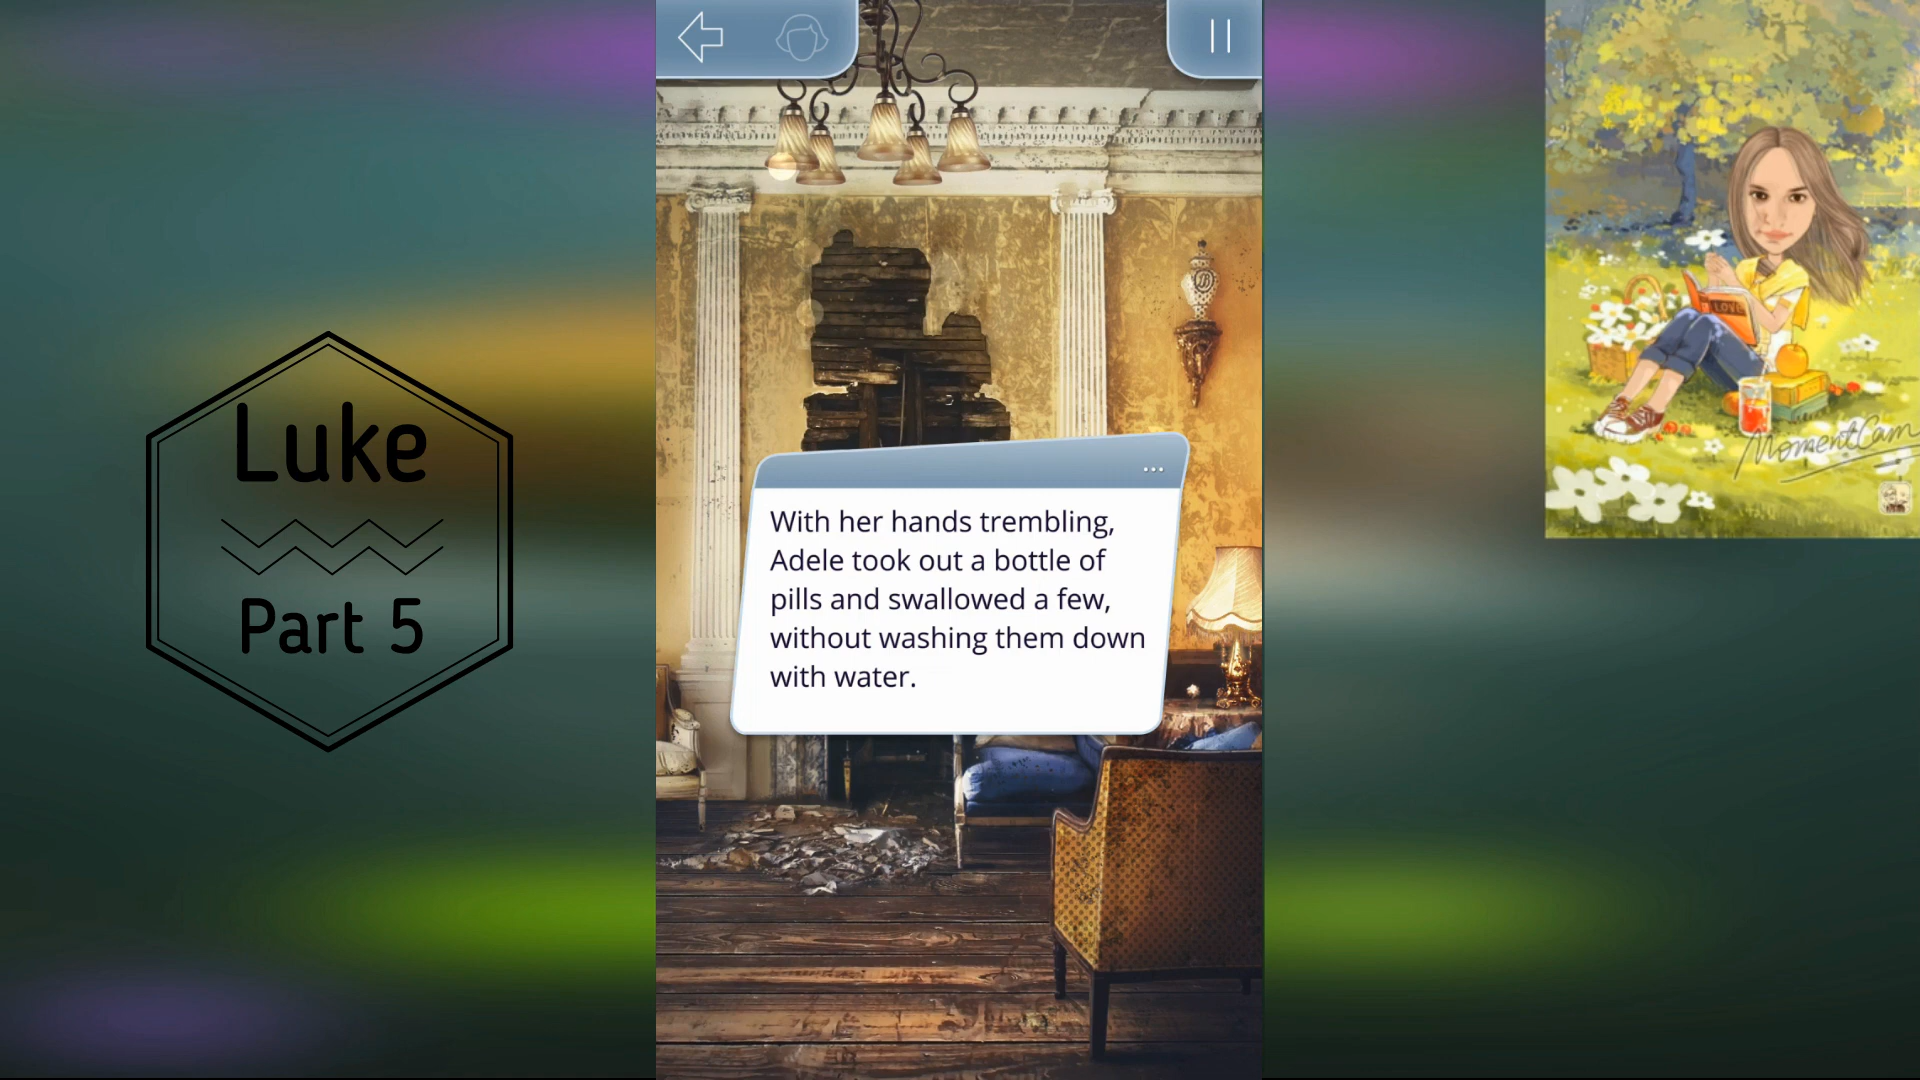 Luke
Part 5
With her hands trembling,
Adele took out a bottle of
pills and swallowed a few,
without washing them down
with water.
LOVE
MomentCam